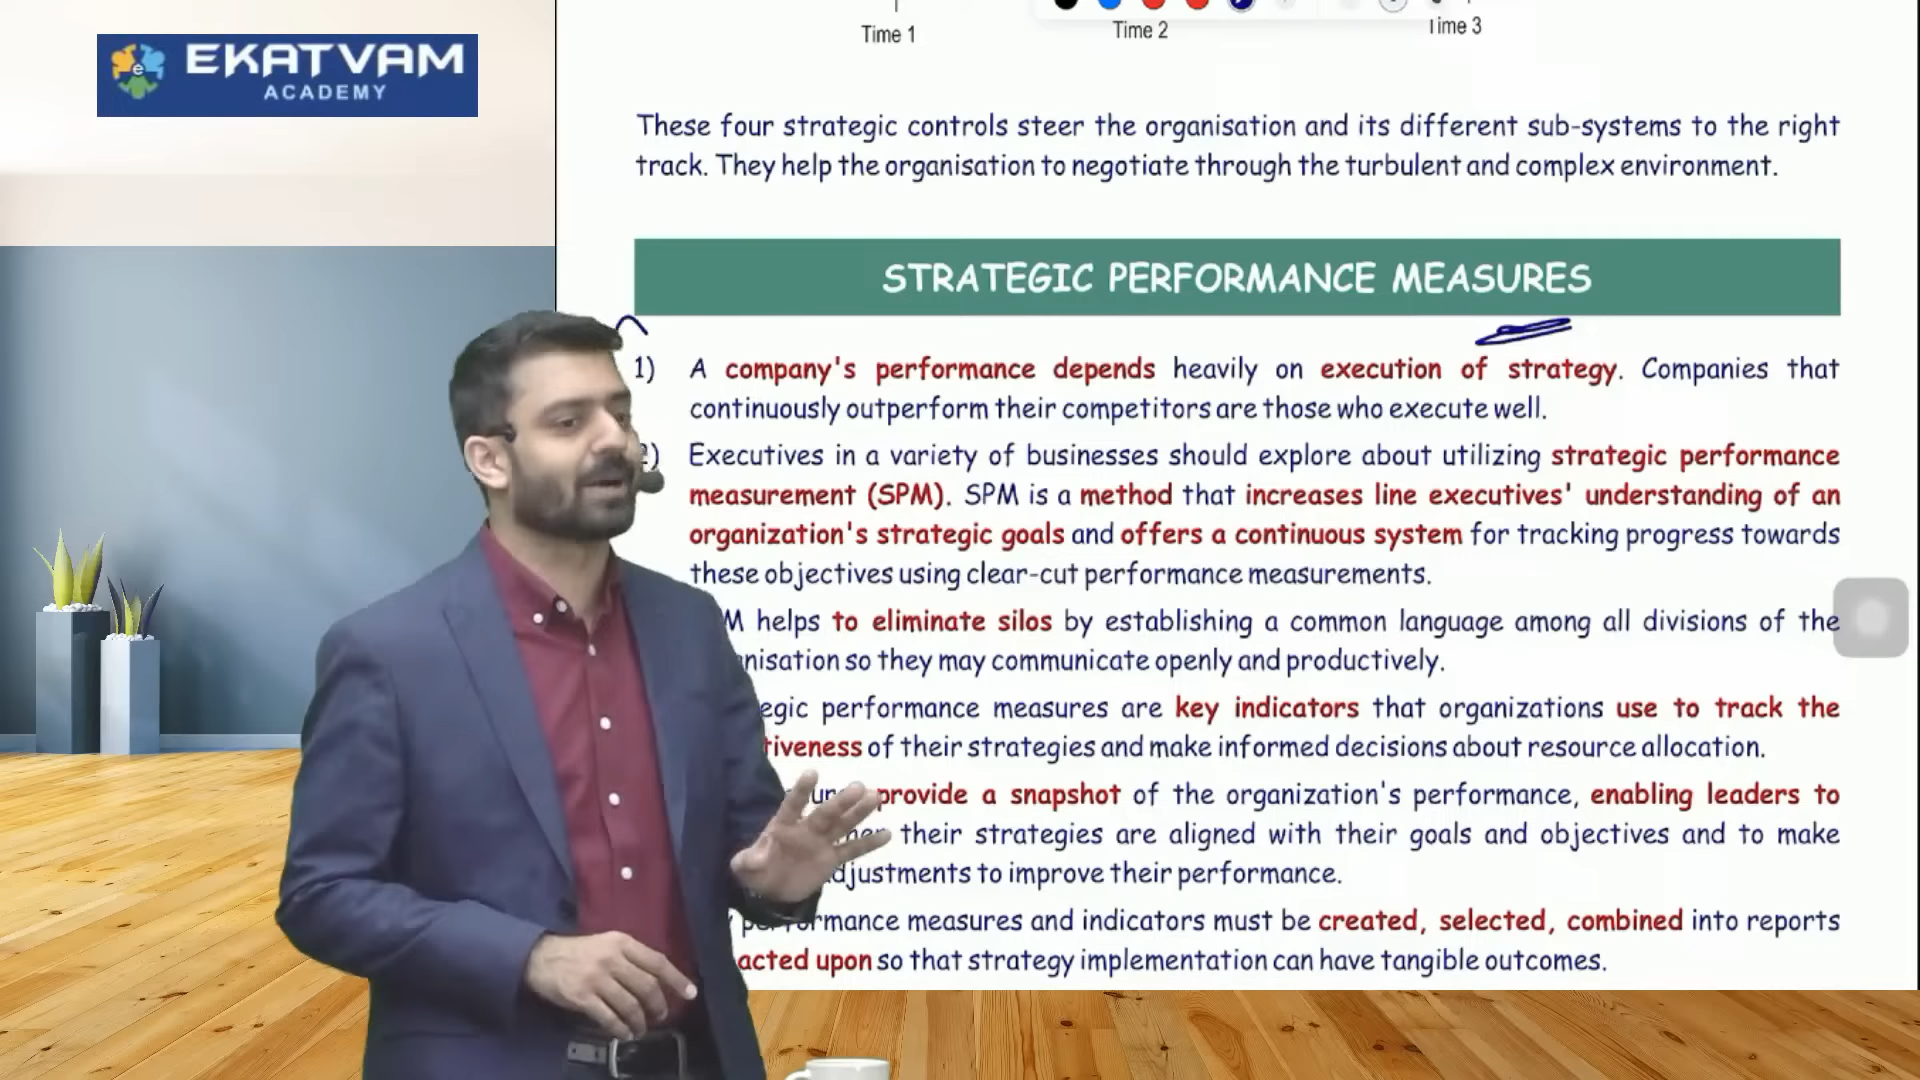 EKATVAM
ACADEMY
Time 1
Time 2
Time 3
These four strategic controls steer the organisation and its different sub-systems to the right
track. They help the organisation to negotiate through the turbulent and complex environment.
STRATEGIC PERFORMANCE MEASURES
1) A company's performance depends heavily on execution of strategy. Companies that
continuously outperform their competitors are those who execute well.
2) Executives in a variety of businesses should explore about utilizing strategic performance
measurement (SPM). SPM is a method that increases line executives' understanding of an
organization's strategic goals and offers a continuous system for tracking progress towards
these objectives using clear-cut performance measurements.
M helps to eliminate silos by establishing a common language among all divisions of the
nisation so they may communicate openly and productively.
egic performance measures are key indicators that organizations use to track the
tiveness of their strategies and make informed decisions about resource allocation.
provide a snapshot of the organization's performance, enabling leaders to
their strategies are aligned with their goals and objectives and to make
djustments to improve their performance.
performance measures and indicators must be created, selected, combined into reports
acted upon so that strategy implementation can have tangible outcomes.